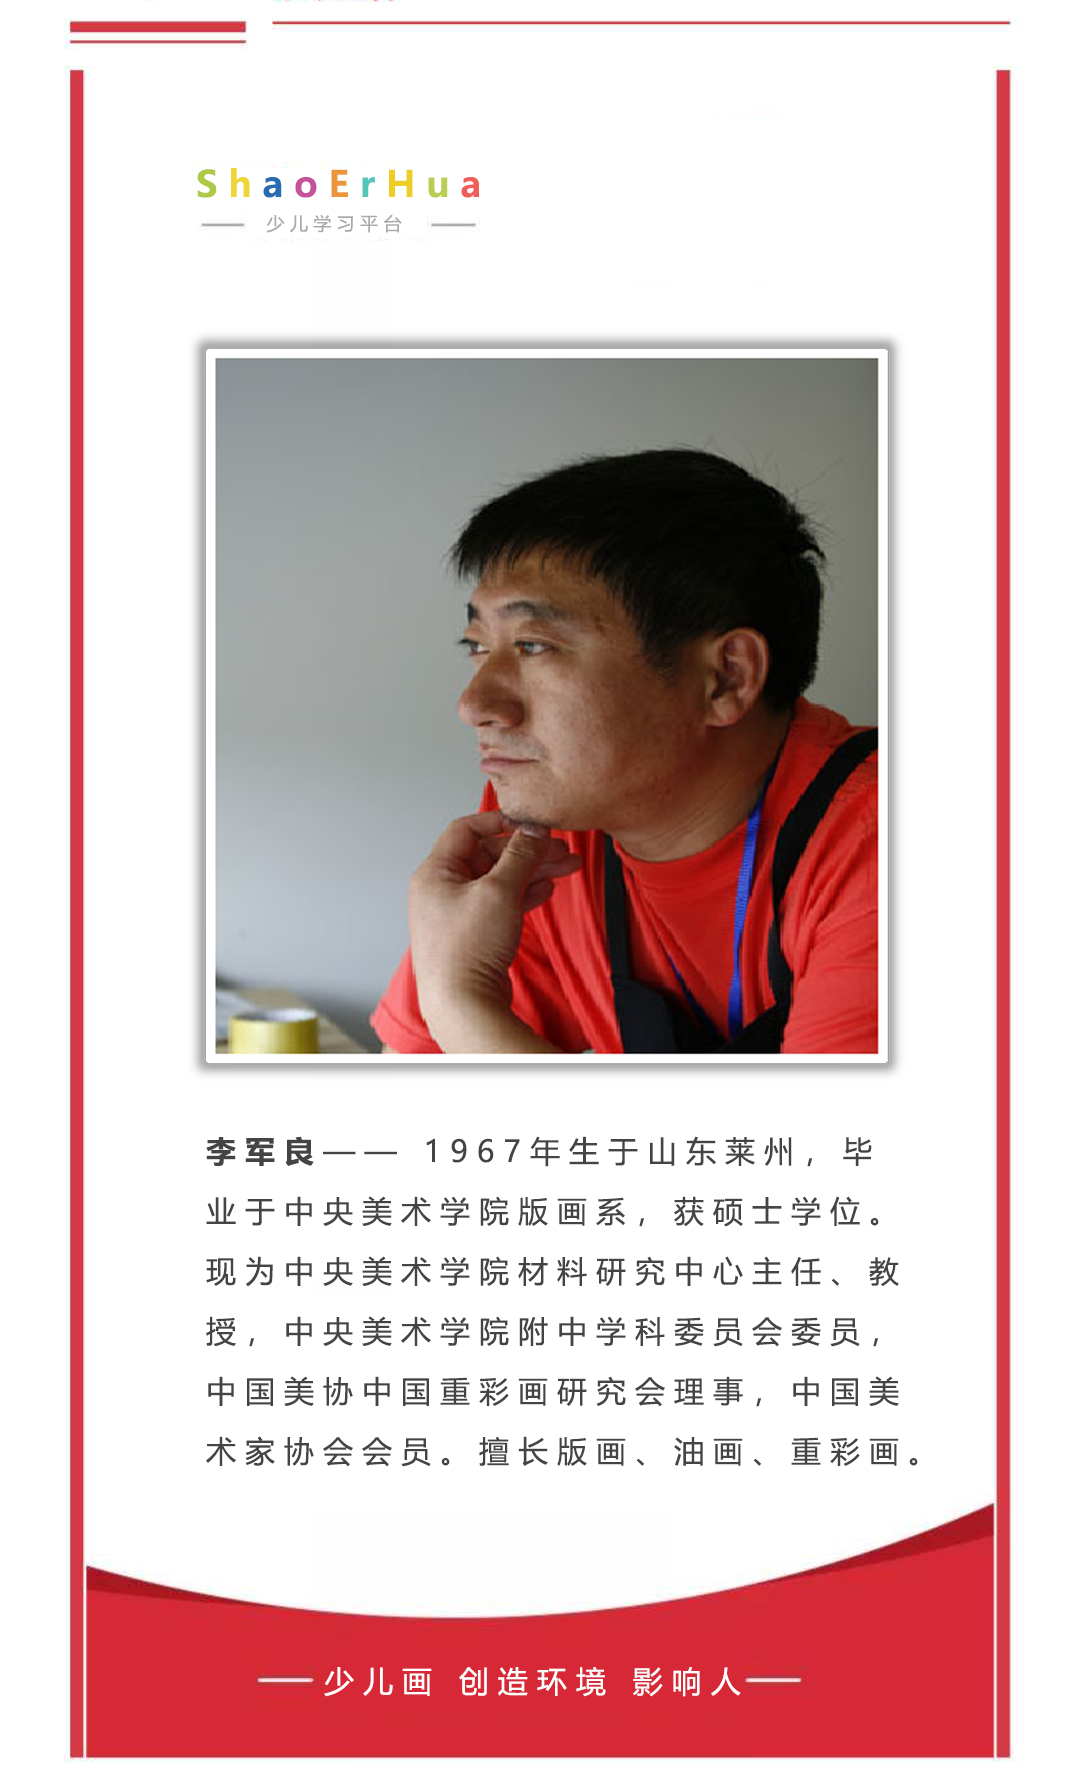 ShaoErHua
少儿学习平台
李军良—— 1967年生于山东莱州，毕
业于中央美术学院版画系，获硕士学位。
现为中央美术学院材料研究中心主任、教
授，中央美术学院附中学科委员会委员，
中国美协中国重彩画研究会理事，中国美
术家协会会员。擅长版画、油画、重彩画。
—少儿画 创造环境 影响人—